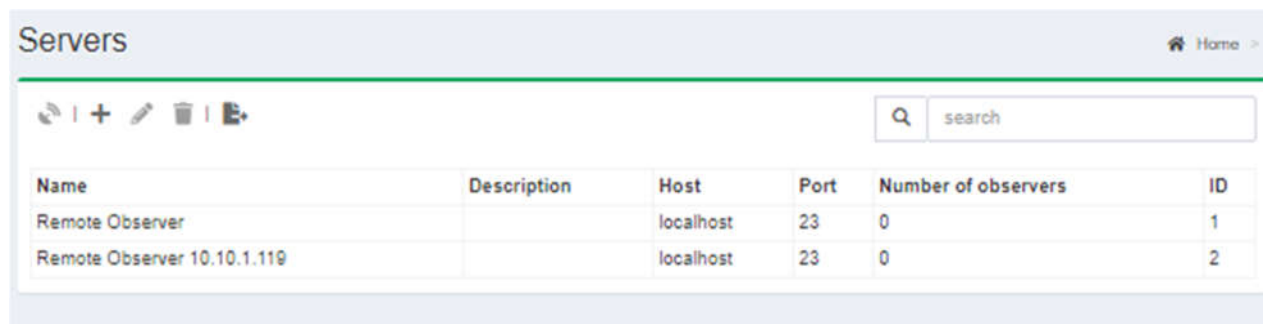 Servers
Home >
search
Name Description Host Port Number of observers ID
Remote Observer localhost 23 0 1
Remote Observer 10.10.1.119 localhost 23 0 2